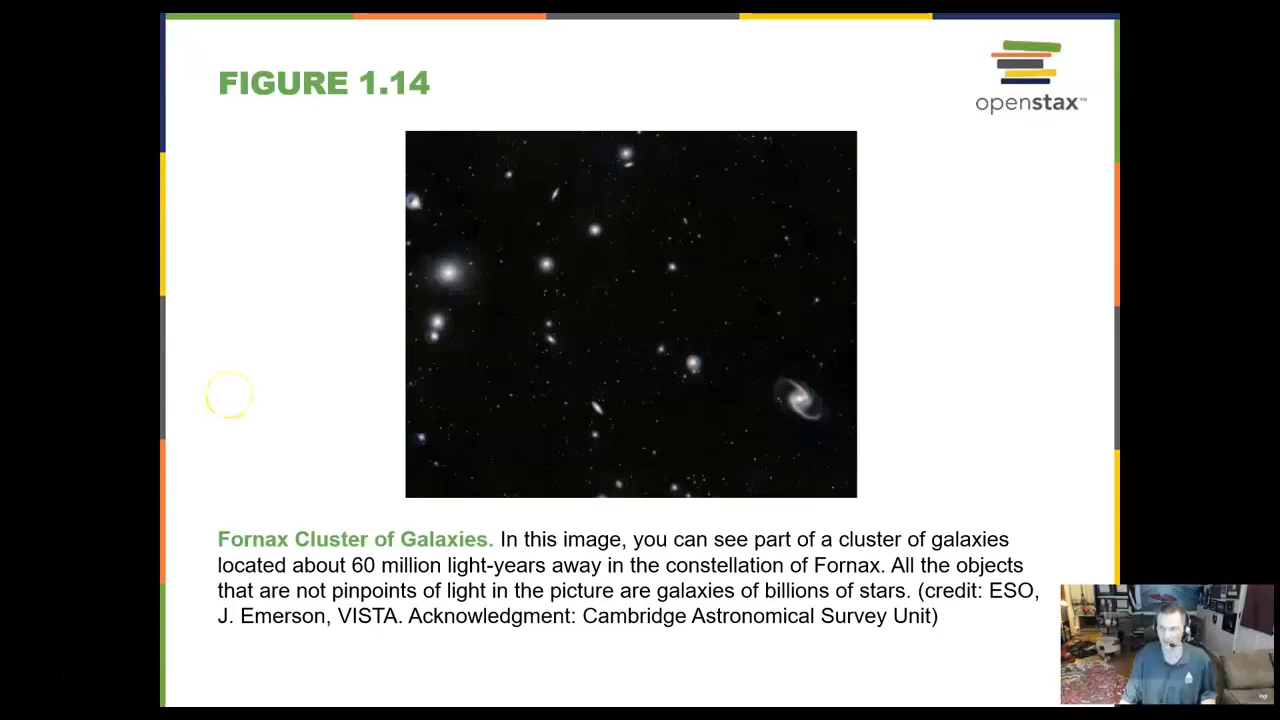 FIGURE 1.14
openstax™
Fornax Cluster of Galaxies. In this image, you can see part of a cluster of galaxies
located about 60 million light-years away in the constellation of Fornax. All the objects
that are not pinpoints of light in the picture are galaxies of billions of stars. (credit: ESO,
J. Emerson, VISTA. Acknowledgment: Cambridge Astronomical Survey Unit)